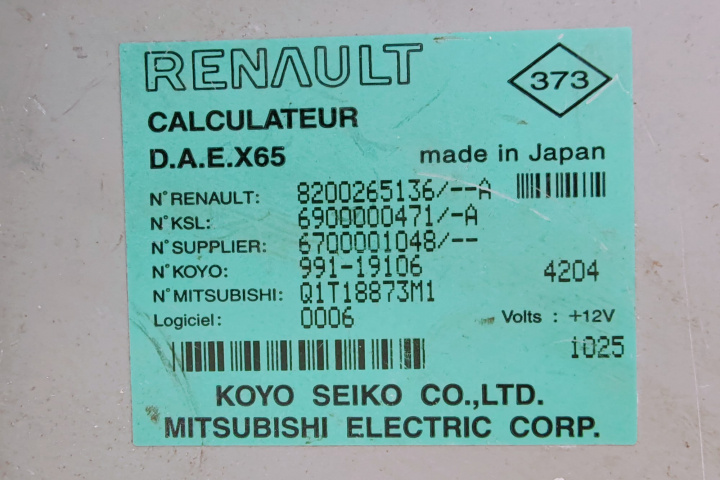 RENAULT
373
CALCULATEUR
D.A.E.X65 made in Japan
N°RENAULT: 8200265136/--A
N°KSL: 6900000471/-A
N°SUPPLIER: 6700001048/--
N°KOYO: 991-19106 4204
N°MITSUBISHI: Q1T18873M1
Logiciel: 0006 Volts : +12V
1025
KOYO SEIKO CO.,LTD.
MITSUBISHI ELECTRIC CORP.